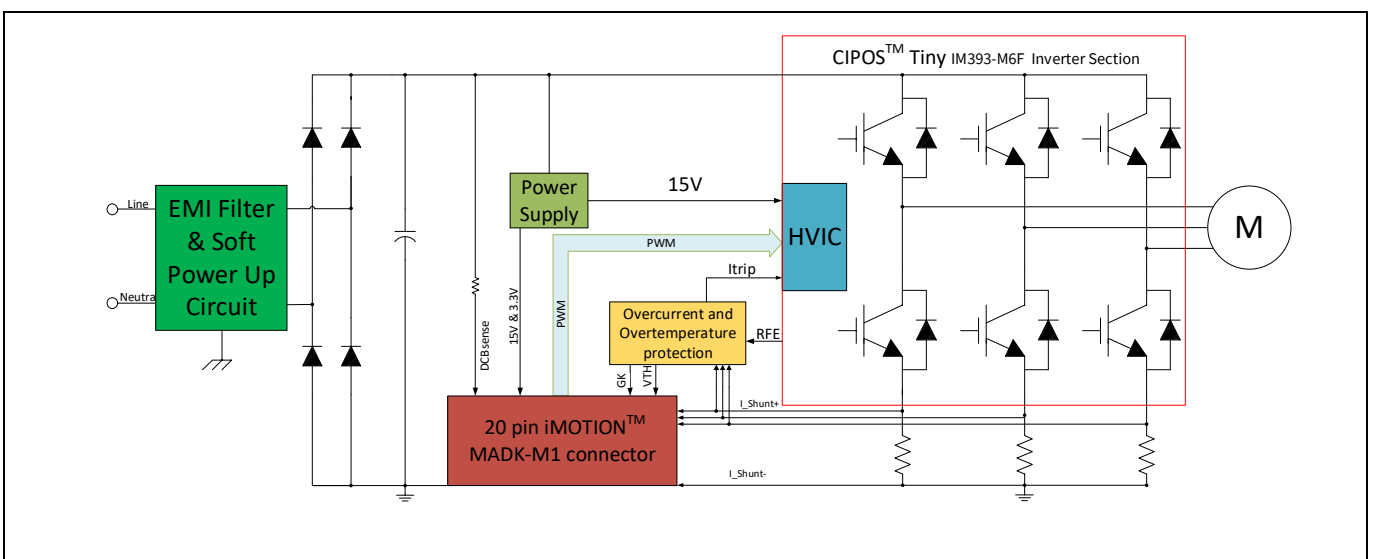 CIPOS™ Tiny IM393-M6F Inverter Section
Line
Neutra
EMI Filter
& Soft
Power Up
Circuit
Power
Supply
15V
HVIC
PWM
Itrip
M
DCBsense
15V & 3.3V
PWM
Overcurrent and
Overtemperature
protection
RFE
GK
VTH
I_Shunt+
20 pin iMOTION™
MADK-M1 connector
I_Shunt-